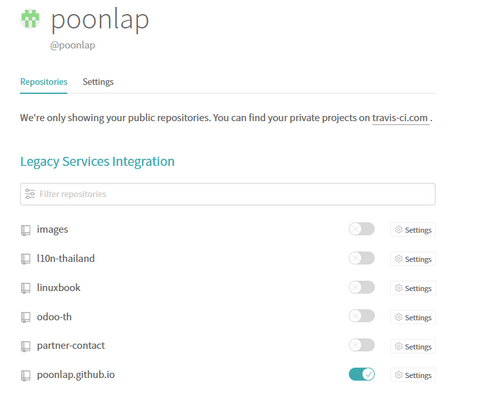 poonlap
@poonlap
Repositories Settings
We're only showing your public repositories. You can find your private projects on travis-ci.com .
Legacy Services Integration
Filter repositories
images Settings
l10n-thailand Settings
linuxbook Settings
odoo-th Settings
partner-contact Settings
poonlap.github.io Settings